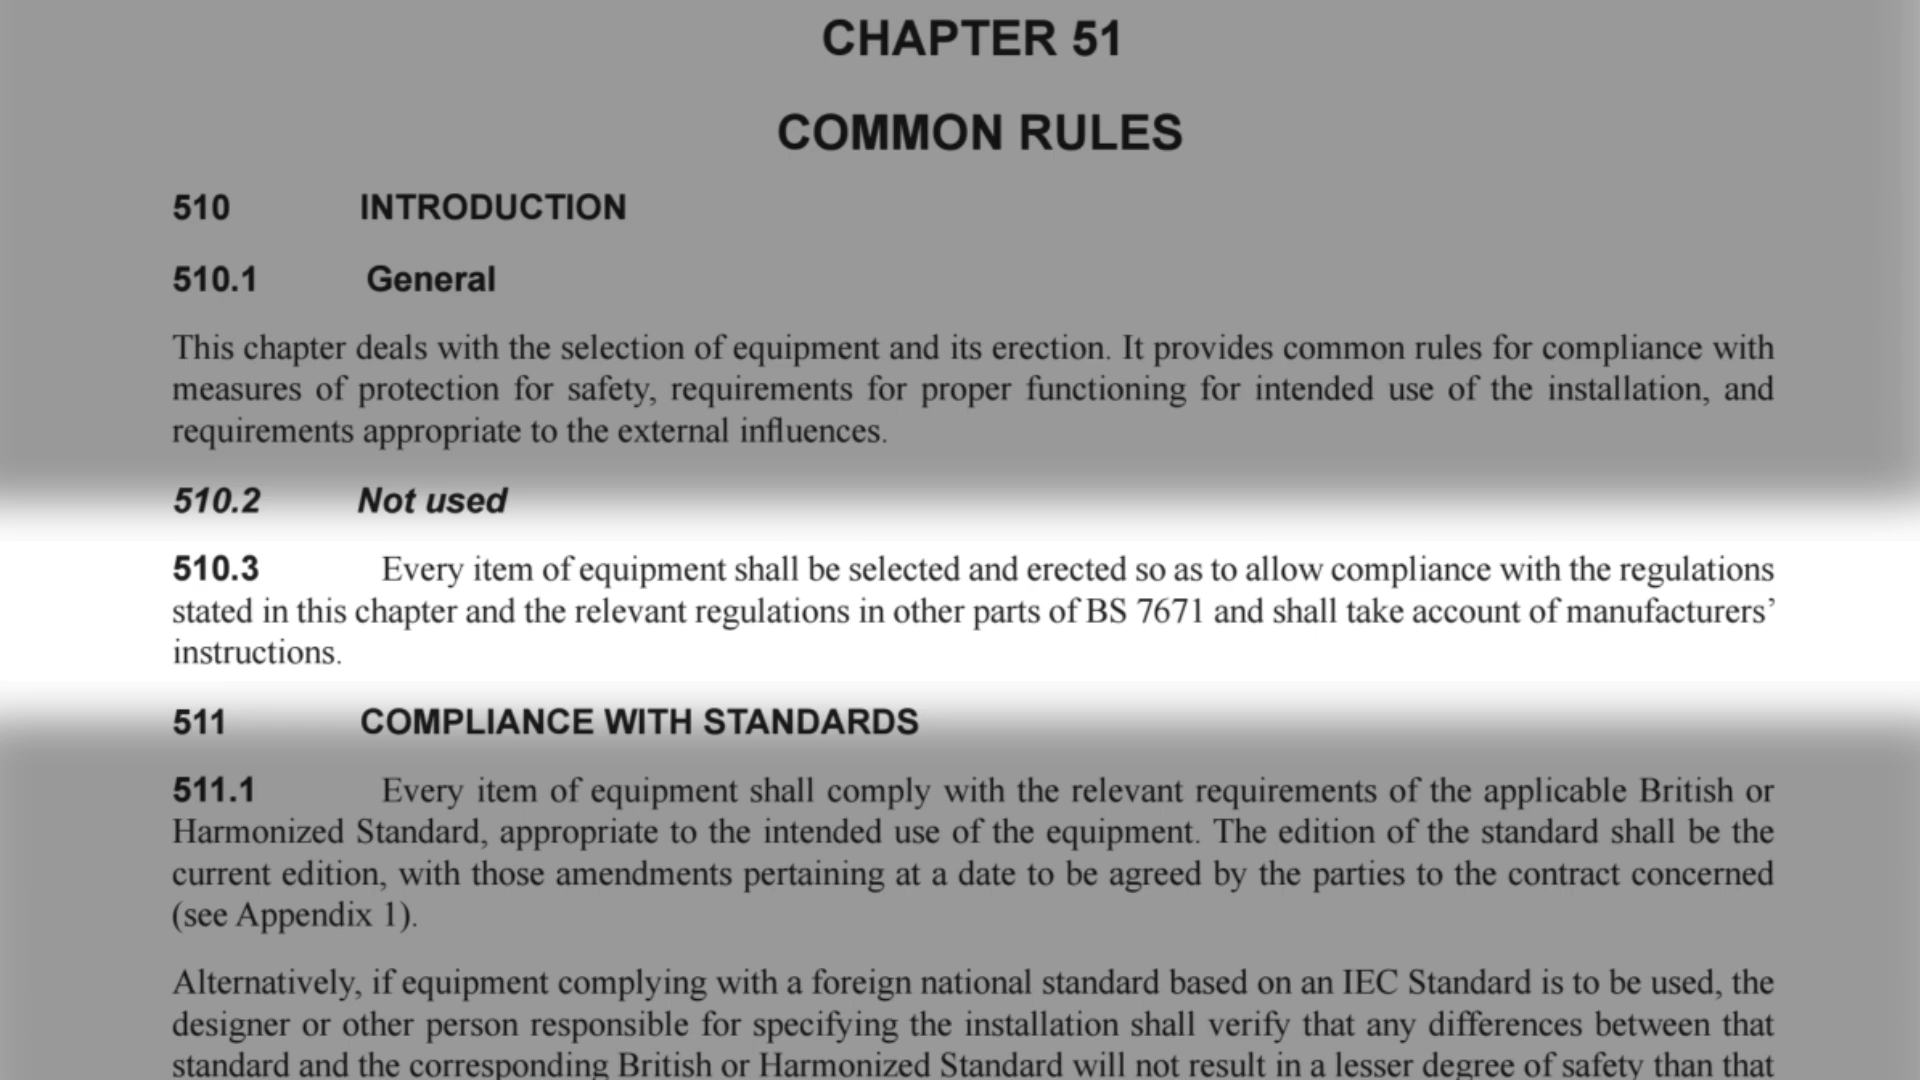 CHAPTER 51
COMMON RULES
510 INTRODUCTION
510.1 General
This chapter deals with the selection of equipment and its erection. It provides common rules for compliance with
measures of protection for safety, requirements for proper functioning for intended use of the installation, and
requirements appropriate to the external influences.
510.2 Not used
510.3 Every item of equipment shall be selected and erected so as to allow compliance with the regulations
stated in this chapter and the relevant regulations in other parts of BS 7671 and shall take account of manufacturers’
instructions.
511 COMPLIANCE WITH STANDARDS
511.1 Every item of equipment shall comply with the relevant requirements of the applicable British or
Harmonized Standard, appropriate to the intended use of the equipment. The edition of the standard shall be the
current edition, with those amendments pertaining at a date to be agreed by the parties to the contract concerned
(see Appendix 1).
Alternatively, if equipment complying with a foreign national standard based on an IEC Standard is to be used, the
designer or other person responsible for specifying the installation shall verify that any differences between that
standard and the corresponding British or Harmonized Standard will not result in a lesser degree of safety than that